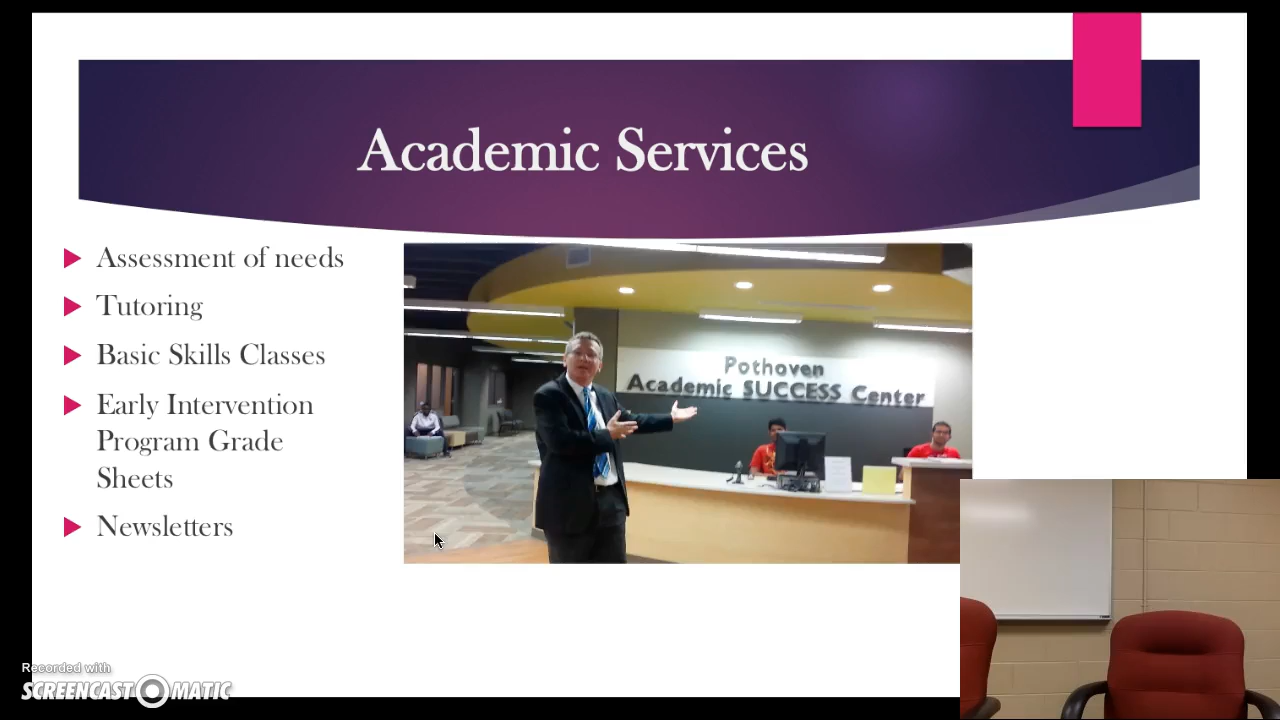 Academic Services
Assessment of needs
Tutoring
Basic Skills Classes
Early Intervention
Program Grade
Sheets
Newsletters
Pothoven
Academic SUCCESS Center
Recorded with
SCREENCAST MATIC